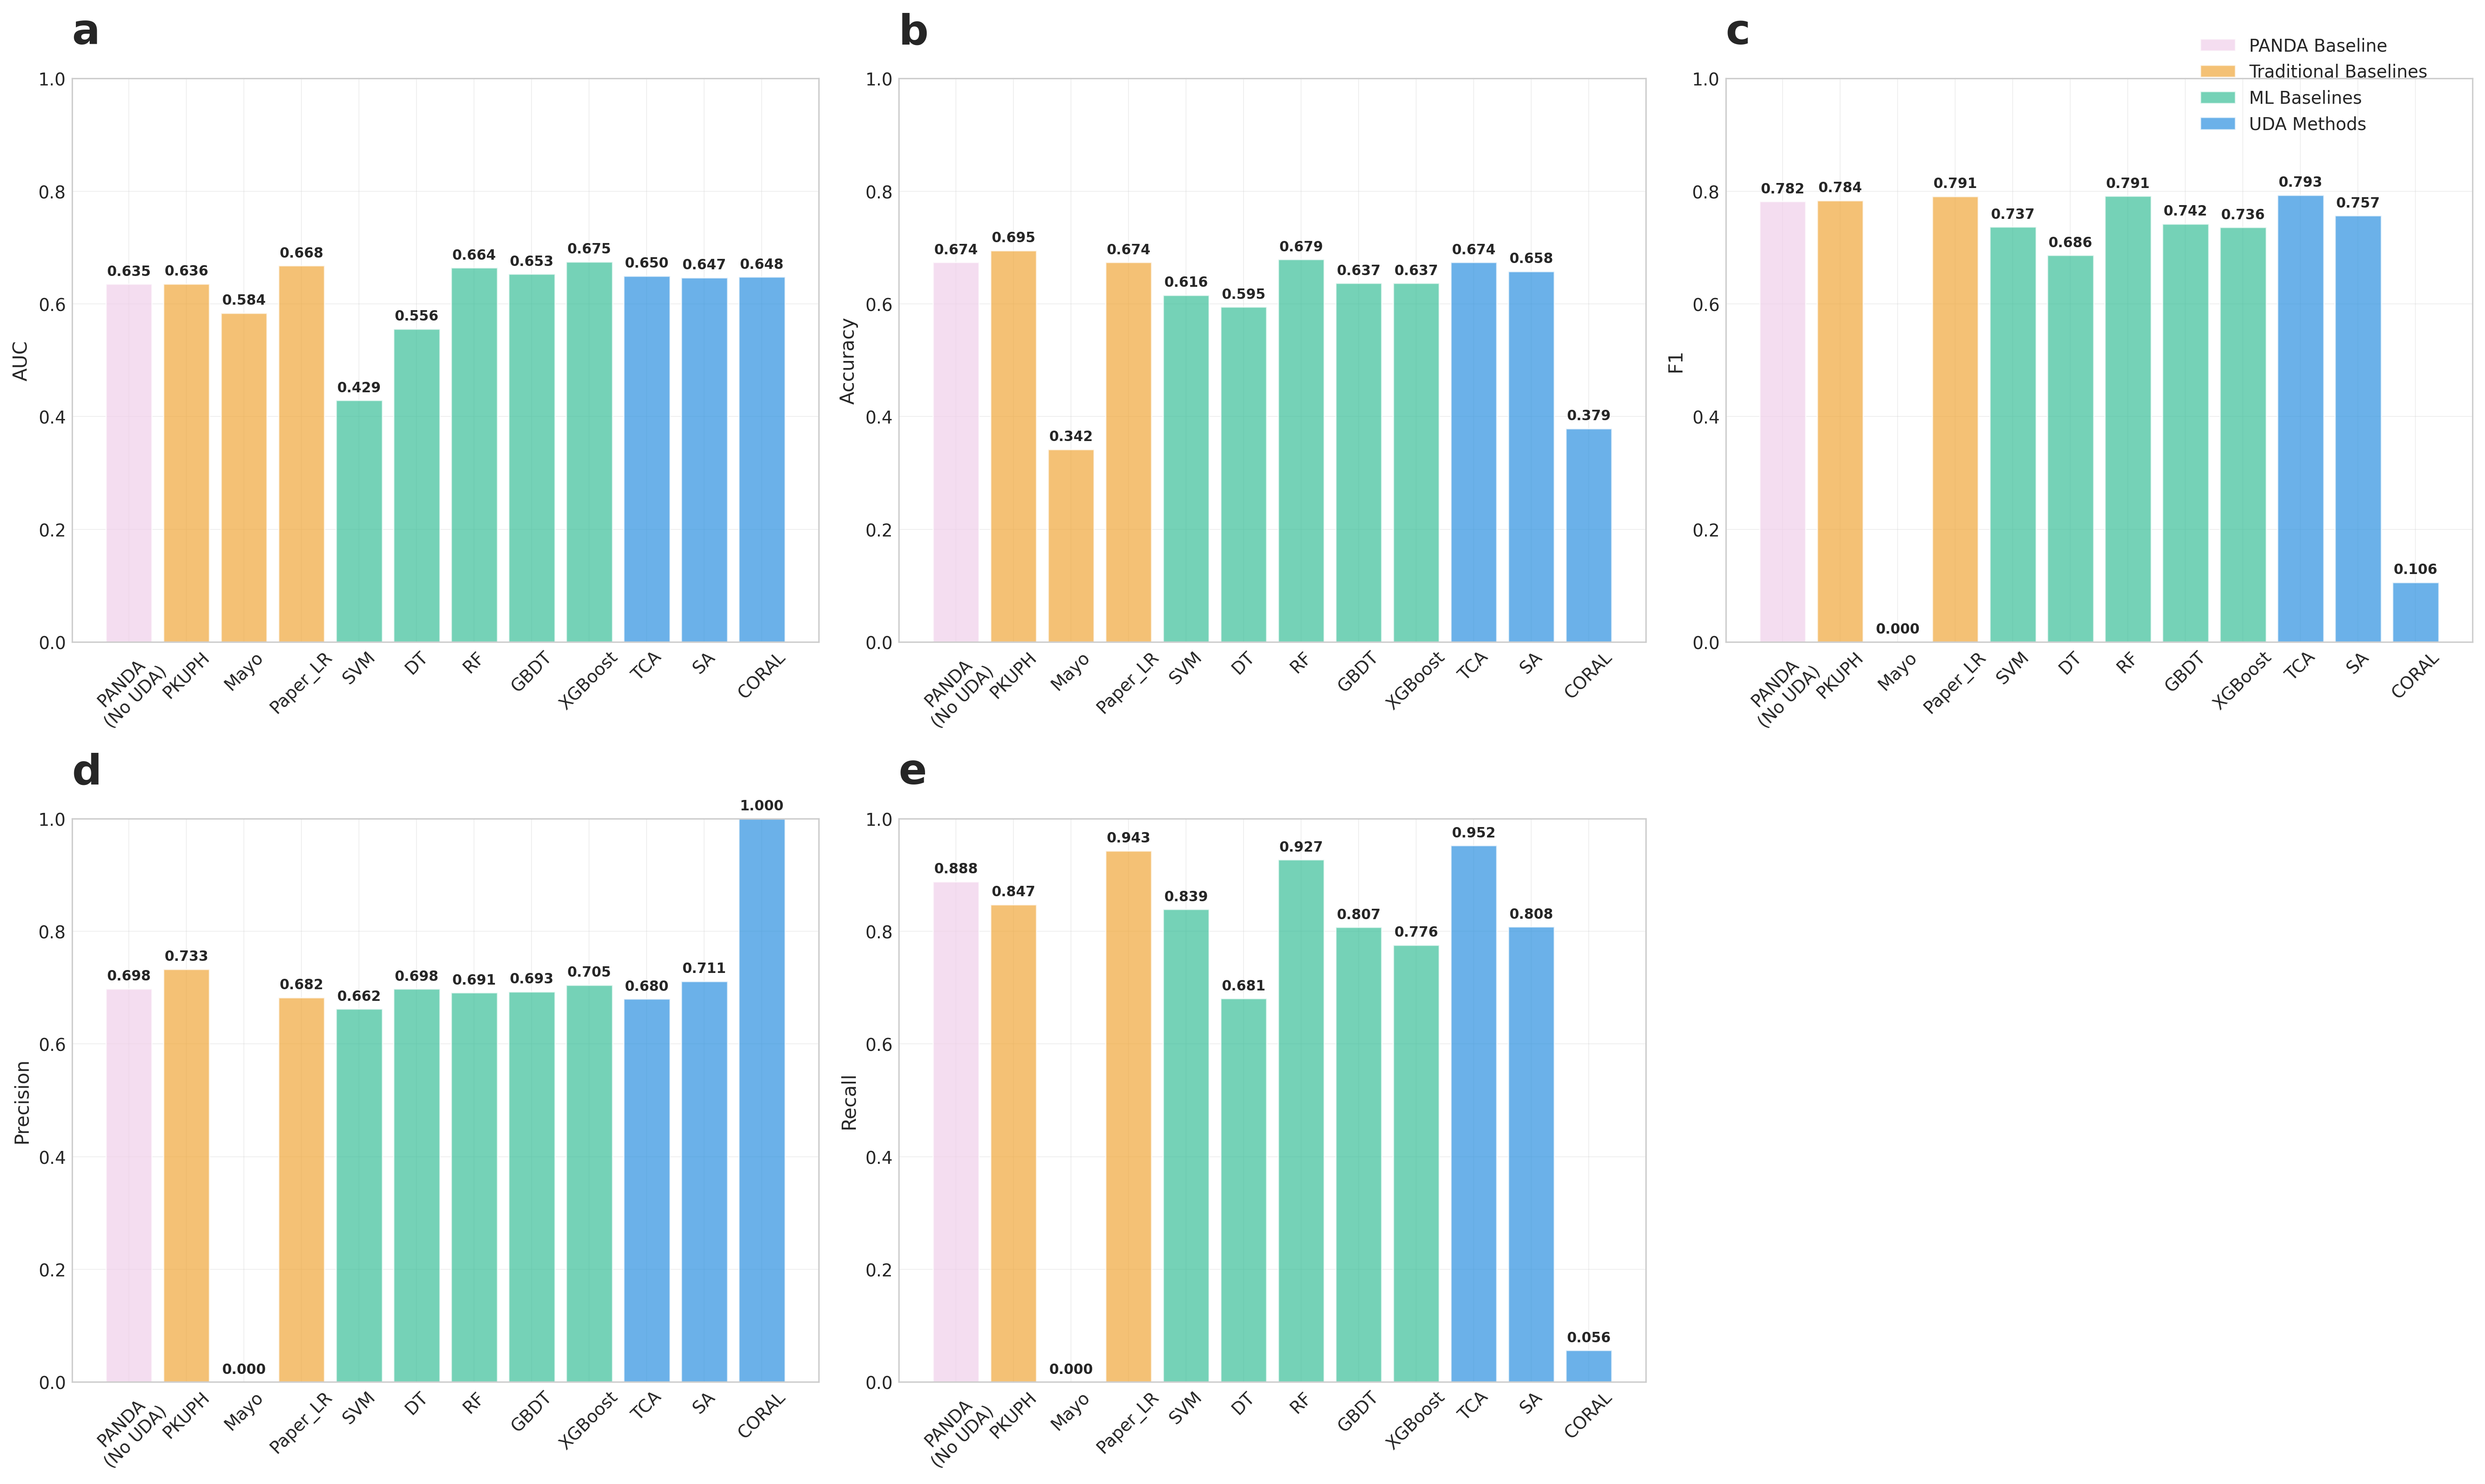 a
b
c
PANDA Baseline
Traditional Baselines
ML Baselines
UDA Methods
AUC
1.0
0.8
0.6
0.4
0.2
0.0
0.635
0.636
0.584
0.668
0.429
0.556
0.664
0.653
0.675
0.650
0.647
0.648
PANDA
(No UDA)
PKUPH
Mayo
Paper_LR
SVM
DT
RF
GBDT
XGBoost
TCA
SA
CORAL
Accuracy
1.0
0.8
0.6
0.4
0.2
0.0
0.674
0.695
0.342
0.674
0.616
0.595
0.679
0.637
0.637
0.674
0.658
0.379
PANDA
(No UDA)
PKUPH
Mayo
Paper_LR
SVM
DT
RF
GBDT
XGBoost
TCA
SA
CORAL
F1
1.0
0.8
0.6
0.4
0.2
0.0
0.782
0.784
0.000
0.791
0.737
0.686
0.791
0.742
0.736
0.793
0.757
0.106
PANDA
(No UDA)
PKUPH
Mayo
Paper_LR
SVM
DT
RF
GBDT
XGBoost
TCA
SA
CORAL
d
e
Precision
1.0
0.8
0.6
0.4
0.2
0.0
0.698
0.733
0.000
0.682
0.662
0.698
0.691
0.693
0.705
0.680
0.711
1.000
PANDA
(No UDA)
PKUPH
Mayo
Paper_LR
SVM
DT
RF
GBDT
XGBoost
TCA
SA
CORAL
Recall
1.0
0.8
0.6
0.4
0.2
0.0
0.888
0.847
0.000
0.943
0.839
0.681
0.927
0.807
0.776
0.952
0.808
0.056
PANDA
(No UDA)
PKUPH
Mayo
Paper_LR
SVM
DT
RF
GBDT
XGBoost
TCA
SA
CORAL